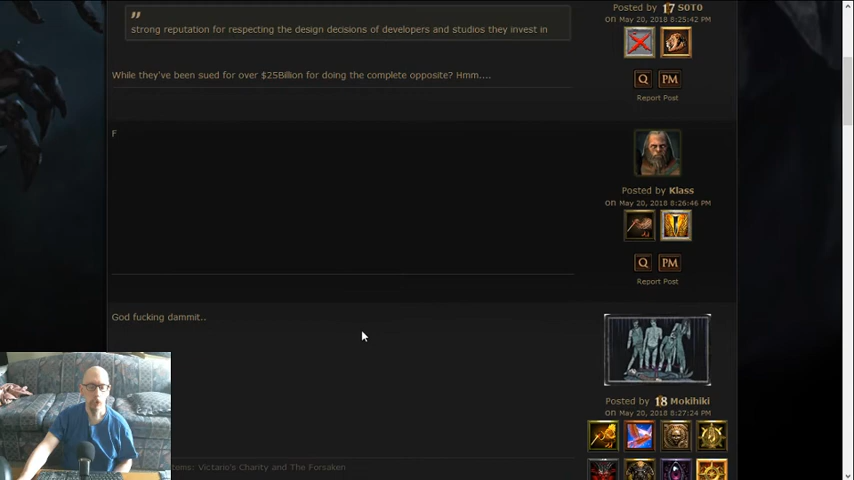 "
strong reputation for respecting the design decisions of developers and studios they invest in
While they've been sued for over $25Billion for doing the complete opposite? Hmm....
Posted by 17 SOTO
on May 20, 2018 8:25:42 PM
Q PM
Report Post
F
Posted by Klass
on May 20, 2018 8:26:46 PM
Q PM
Report Post
God fucking dammit..
Posted by 18 Mokihiki
on May 20, 2018 8:27:24 PM
Victario's Charity and The Forsaken